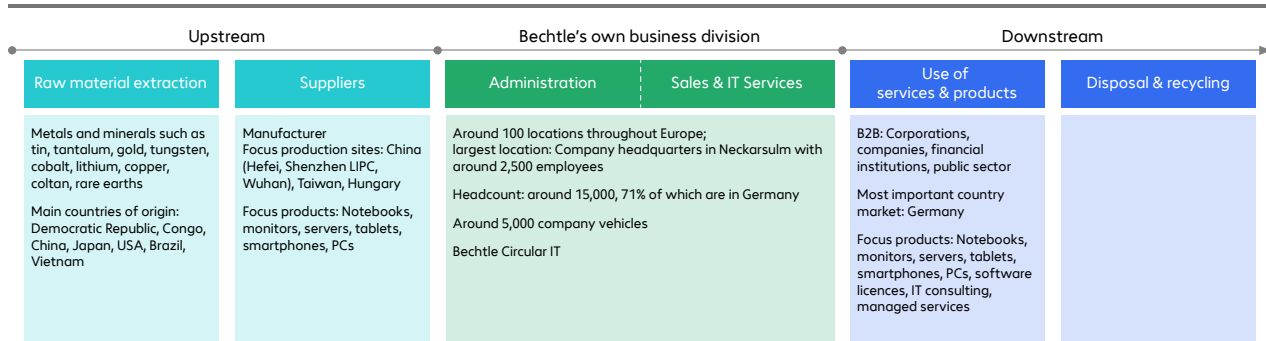 Upstream
Bechtle's own business division
Downstream
Raw material extraction
Suppliers
Administration
Sales & IT Services
Use of
services & products
Disposal & recycling
Metals and minerals such as
tin, tantalum, gold, tungsten,
cobalt, lithium, copper,
coltan, rare earths
Main countries of origin:
Democratic Republic, Congo,
China, Japan, USA, Brazil,
Vietnam
Manufacturer
Focus production sites: China
(Hefei, Shenzhen LIPC,
Wuhan), Taiwan, Hungary
Focus products: Notebooks,
monitors, servers, tablets,
smartphones, PCs
Around 100 locations throughout Europe;
largest location: Company headquarters in Neckarsulm with
around 2,500 employees
Headcount: around 15,000, 71% of which are in Germany
Around 5,000 company vehicles
Bechtle Circular IT
B2B: Corporations,
companies, financial
institutions, public sector
Most important country
market: Germany
Focus products: Notebooks,
monitors, servers, tablets,
smartphones, PCs, software
licences, IT consulting,
managed services